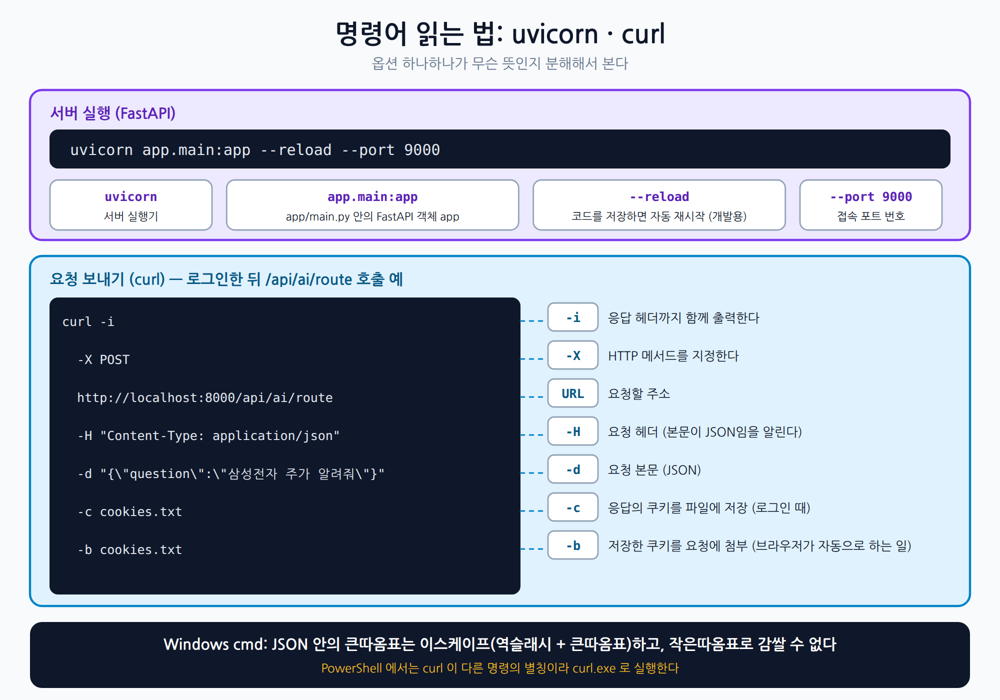 명령어 읽는 법: uvicorn · curl
옵션 하나하나가 무슨 뜻인지 분해해서 본다
서버 실행 (FastAPI)
uvicorn app.main:app --reload --port 9000
uvicorn
서버 실행기
app.main:app
app/main.py 안의 FastAPI 객체 app
--reload
코드를 저장하면 자동 재시작 (개발용)
--port 9000
접속 포트 번호
요청 보내기 (curl) — 로그인한 뒤 /api/ai/route 호출 예
curl -i
-i 응답 헤더까지 함께 출력한다
-X POST
-X HTTP 메서드를 지정한다
http://localhost:8000/api/ai/route
URL 요청할 주소
-H "Content-Type: application/json"
-H 요청 헤더 (본문이 JSON임을 알린다)
-d "{\"question\":\"삼성전자 주가 알려줘\"}"
-d 요청 본문 (JSON)
-c cookies.txt
-c 응답의 쿠키를 파일에 저장 (로그인 때)
-b cookies.txt
-b 저장한 쿠키를 요청에 첨부 (브라우저가 자동으로 하는 일)
Windows cmd: JSON 안의 큰따옴표는 이스케이프(역슬래시 + 큰따옴표)하고, 작은따옴표로 감쌀 수 없다
PowerShell 에서는 curl 이 다른 명령의 별칭이라 curl.exe 로 실행한다